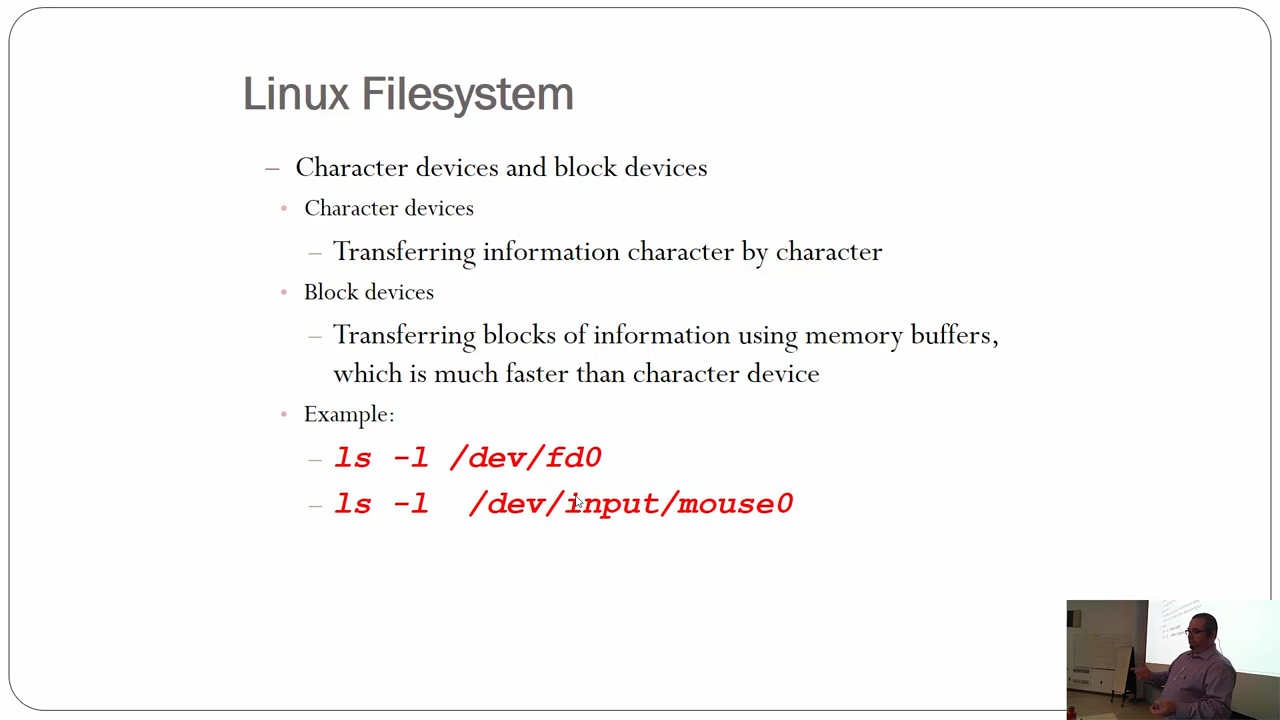 Linux Filesystem
– Character devices and block devices
• Character devices
– Transferring information character by character
• Block devices
– Transferring blocks of information using memory buffers,
which is much faster than character device
• Example:
– ls -l /dev/fd0
– ls -l  /dev/input/mouse0